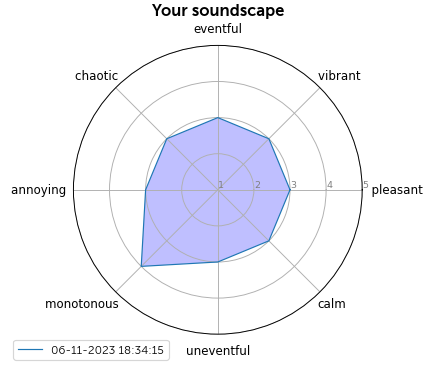 Your soundscape
eventful
chaotic
vibrant
annoying
1 2 3 4 5
pleasant
monotonous
calm
uneventful
06-11-2023 18:34:15